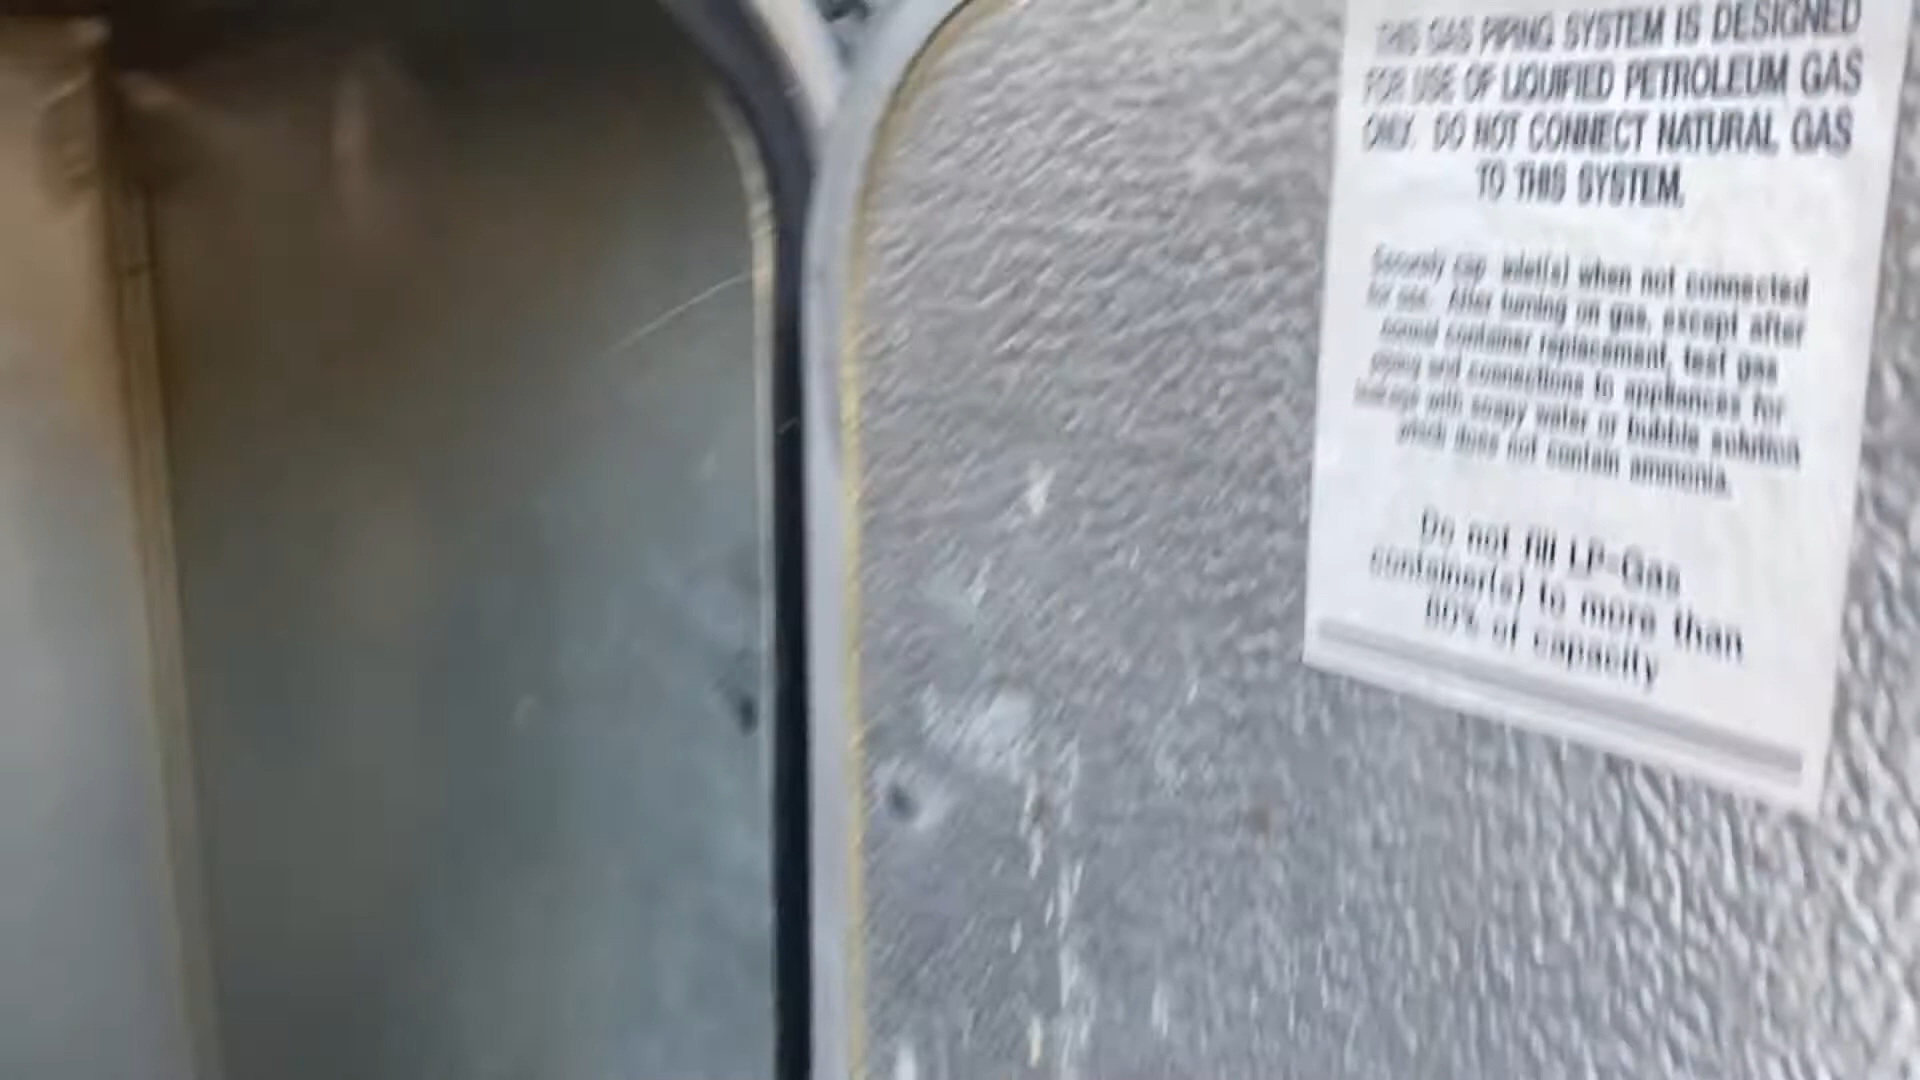 THIS GAS PIPING SYSTEM IS DESIGNED
FOR USE OF LIQUIFIED PETROLEUM GAS
ONLY. DO NOT CONNECT NATURAL GAS
TO THIS SYSTEM.
Securely cap inlet(s) when not connected
for use. After turning on gas, except after
normal container replacement, test gas
piping and connections to appliances for
leakage with soapy water or bubble solution
which does not contain ammonia.
Do not fill LP-Gas
container(s) to more than
of capacity